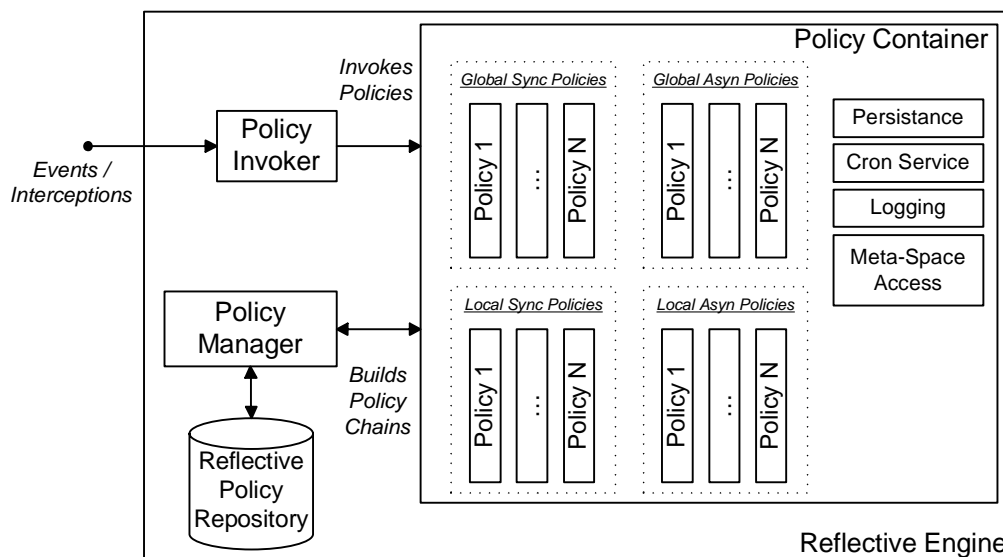 Policy Container
Invokes
Policies
Global Sync Policies
Global Asyn Policies
Policy 1
...
Policy N
Policy 1
...
Policy N
Persistance
Cron Service
Logging
Meta-Space
Access
Policy
Invoker
Events /
Interceptions
Local Sync Policies
Local Asyn Policies
Policy 1
...
Policy N
Policy 1
...
Policy N
Policy
Manager
Builds
Policy
Chains
Reflective
Policy
Repository
Reflective Engine